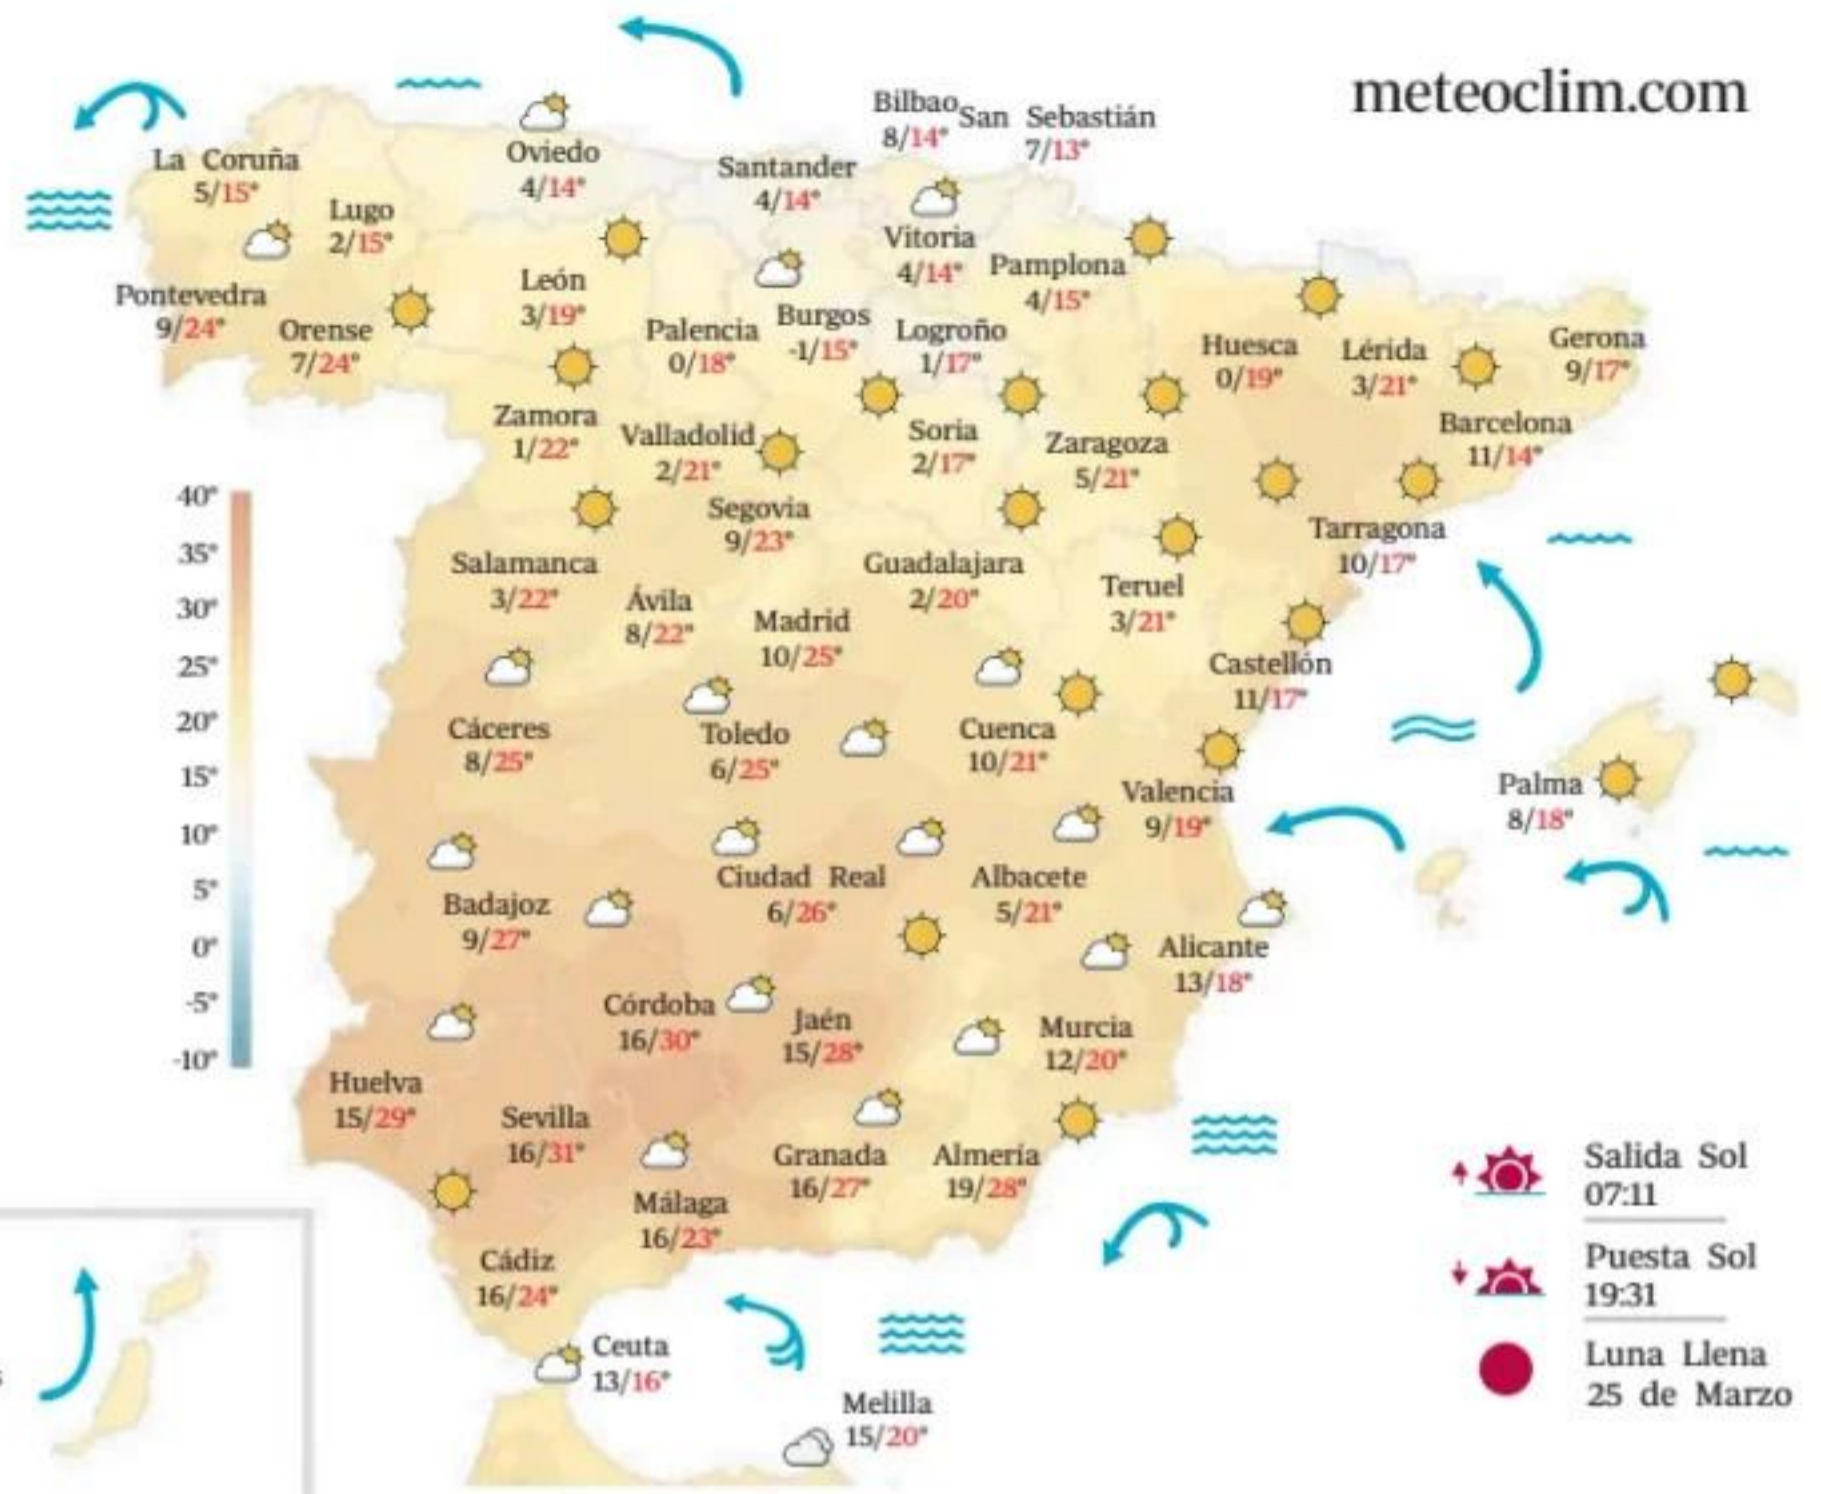 meteoclim.com
Bilbao
8/14°
San Sebastián
7/13°
La Coruña
5/15°
Oviedo
4/14°
Santander
4/14°
Lugo
2/15°
Vitoria
4/14°
Pamplona
4/15°
León
3/19°
Pontevedra
9/24°
Orense
7/24°
Palencia
0/18°
Burgos
-1/15°
Logroño
1/17°
Huesca
0/19°
Lérida
3/21°
Gerona
9/17°
Zamora
1/22°
Valladolid
2/21°
Soria
2/17°
Zaragoza
5/21°
Barcelona
11/14°
Segovia
9/23°
Tarragona
10/17°
Salamanca
3/22°
Ávila
8/22°
Madrid
10/25°
Guadalajara
2/20°
Teruel
3/21°
Castellón
11/17°
Cáceres
8/25°
Toledo
6/25°
Cuenca
10/21°
Valencia
9/19°
Palma
8/18°
Badajoz
9/27°
Ciudad Real
6/26°
Albacete
5/21°
Alicante
13/18°
Córdoba
16/30°
Jaén
15/28°
Murcia
12/20°
Huelva
15/29°
Sevilla
16/31°
Granada
16/27°
Almería
19/28°
Málaga
16/23°
Cádiz
16/24°
Ceuta
13/16°
Melilla
15/20°
40°
35°
30°
25°
20°
15°
10°
5°
0°
-5°
-10°
Salida Sol
07:11
Puesta Sol
19:31
Luna Llena
25 de Marzo